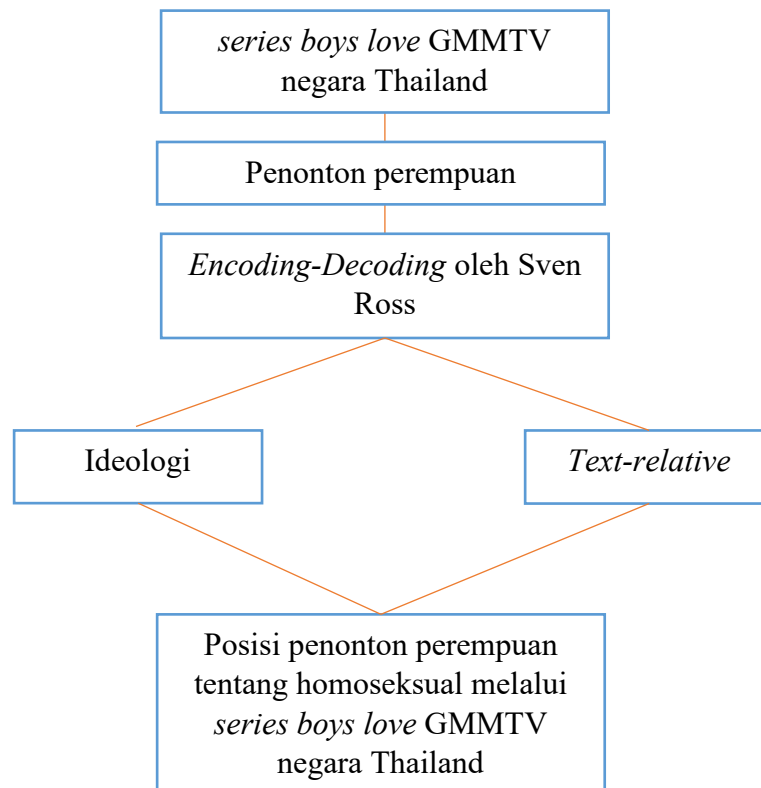 series boys love GMMTV
negara Thailand
Penonton perempuan
Encoding-Decoding oleh Sven
Ross
Ideologi
Text-relative
Posisi penonton perempuan
tentang homoseksual melalui
series boys love GMMTV
negara Thailand